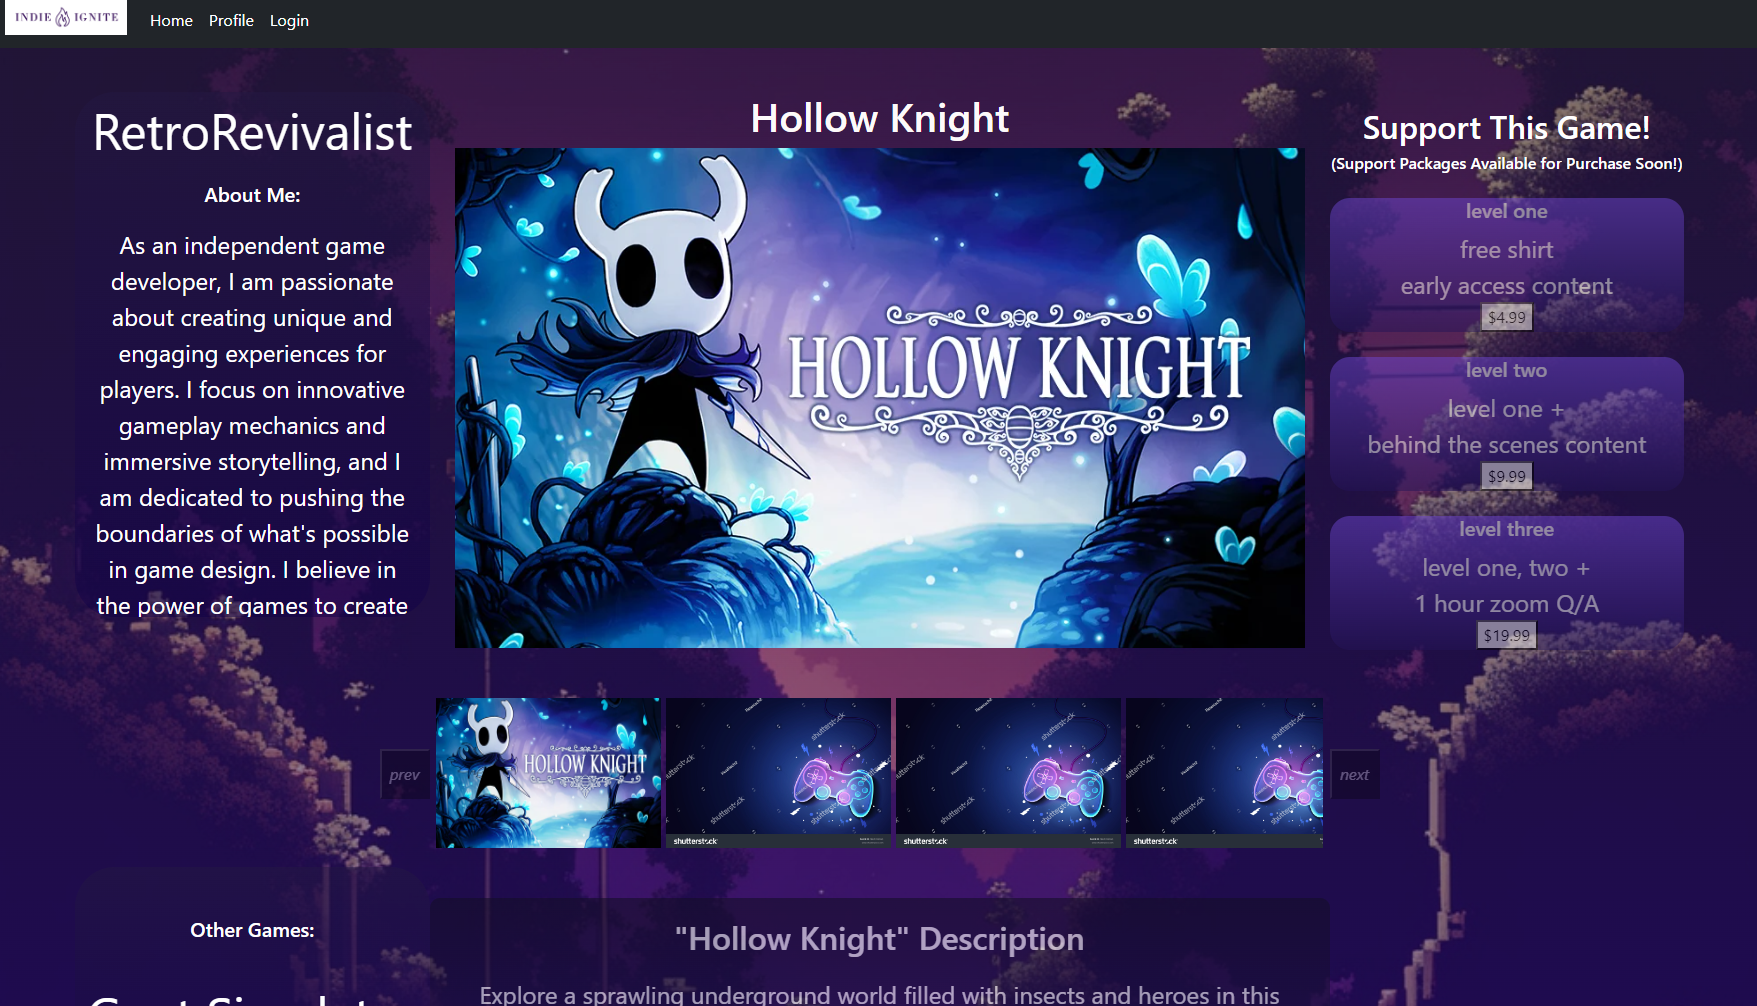 INDIE IGNITE
Home Profile Login
RetroRevivalist
About Me:
As an independent game
developer, I am passionate
about creating unique and
engaging experiences for
players. I focus on innovative
gameplay mechanics and
immersive storytelling, and I
am dedicated to pushing the
boundaries of what's possible
in game design. I believe in
the power of games to create
Hollow Knight
HOLLOW KNIGHT
Support This Game!
(Support Packages Available for Purchase Soon!)
level one
free shirt
early access content
$4.99
level two
level one +
behind the scenes content
$9.99
level three
level one, two +
1 hour zoom Q/A
$19.99
prev
HOLLOW KNIGHT
shutterstock
shutterstock
shutterstock
shutterstock
shutterstock
shutterstock
next
Other Games:
"Hollow Knight" Description
Explore a sprawling underground world filled with insects and heroes in this